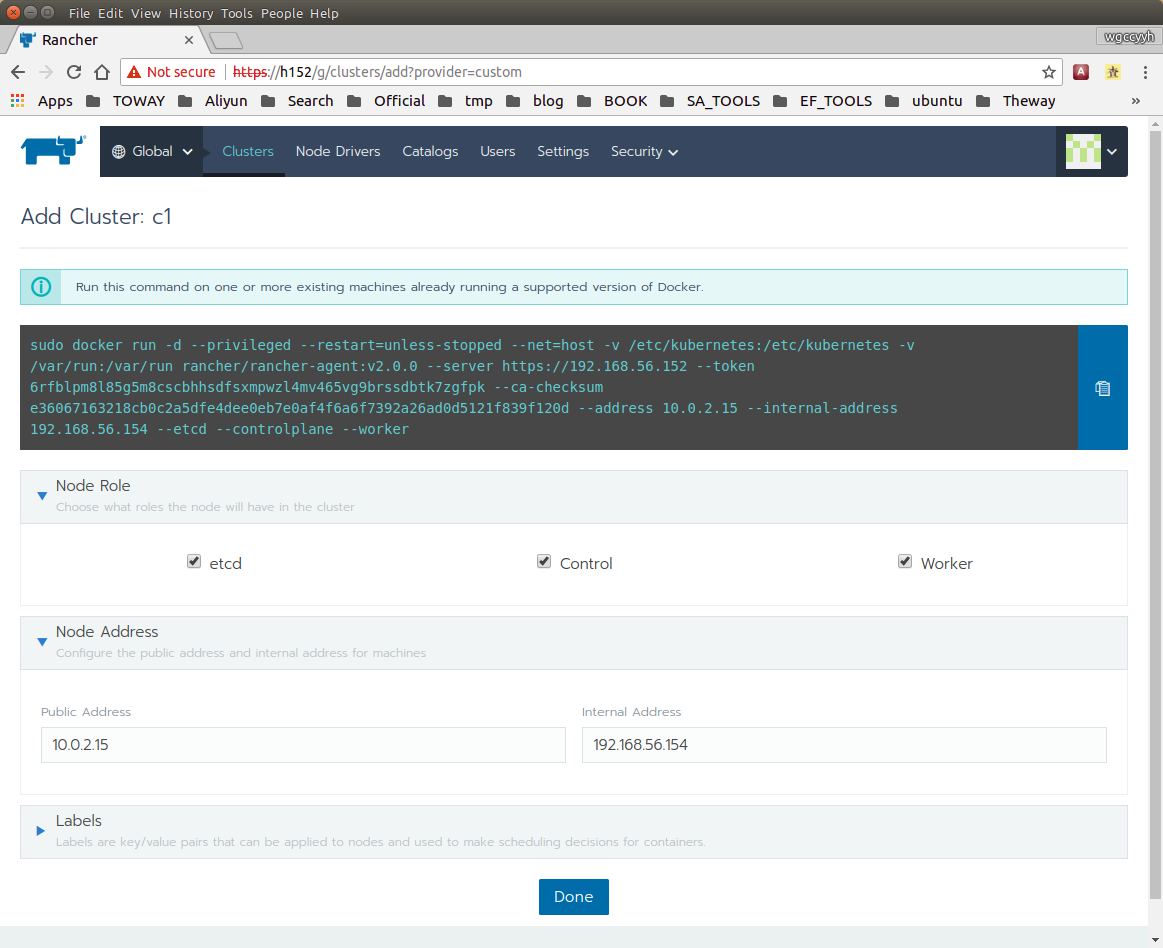 File Edit View History Tools People Help
Rancher
wgccyyh
Not secure https://h152/g/clusters/add?provider=custom
A
Apps TOWAY Aliyun Search Official tmp blog BOOK SA_TOOLS EF_TOOLS ubuntu Theway »
Global Clusters Node Drivers Catalogs Users Settings Security
Add Cluster: c1
Run this command on one or more existing machines already running a supported version of Docker.
sudo docker run -d --privileged --restart=unless-stopped --net=host -v /etc/kubernetes:/etc/kubernetes -v
/var/run:/var/run rancher/rancher-agent:v2.0.0 --server https://192.168.56.152 --token
6rfblpm8l85g5m8cscbhhsdfsxmpwzl4mv465vg9brssdbtk7zgfpk --ca-checksum
e36067163218cb0c2a5dfe4dee0eb7e0af4f6a6f7392a26ad0d5121f839f120d --address 10.0.2.15 --internal-address
192.168.56.154 --etcd --controlplane --worker
Node Role
Choose what roles the node will have in the cluster
etcd Control Worker
Node Address
Configure the public address and internal address for machines
Public Address Internal Address
10.0.2.15 192.168.56.154
Labels
Labels are key/value pairs that can be applied to nodes and used to make scheduling decisions for containers.
Done